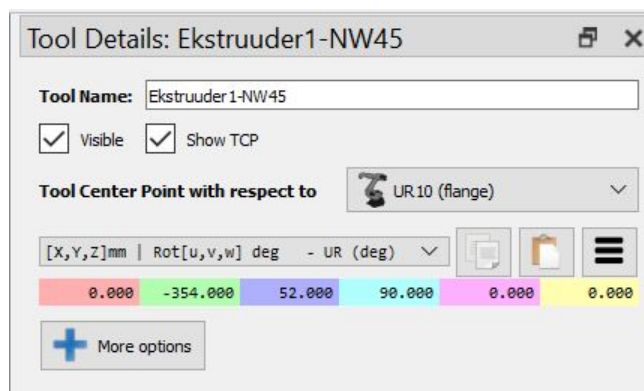 Tool Details: Ekstruuder1-NW45
Tool Name: Ekstruuder1-NW45
Visible Show TCP
Tool Center Point with respect to UR10 (flange)
[X,Y,Z]mm | Rot[u,v,w] deg - UR (deg)
0.000 -354.000 52.000 90.000 0.000 0.000
More options